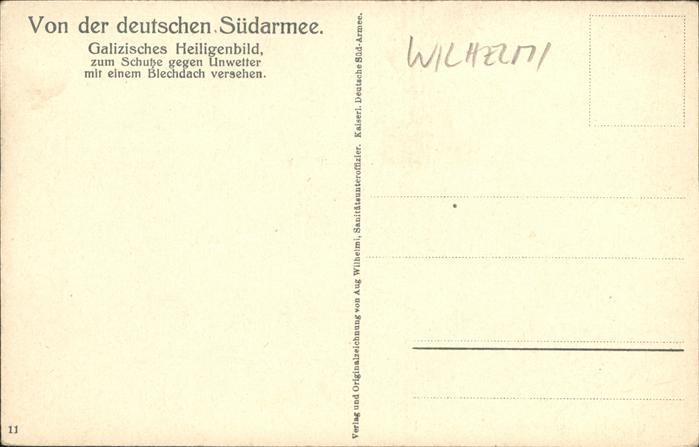 Von der deutschen Südarmee.
Galizisches Heiligenbild,
zum Schutze gegen Unwetter
mit einem Blechdach versehen.
11
Verlag und Originalzeichnung von Aug Wilhelmi, Sanitätsunteroffizier. Kaiserl. Deutsche Süd-Armee.
WILHELMI